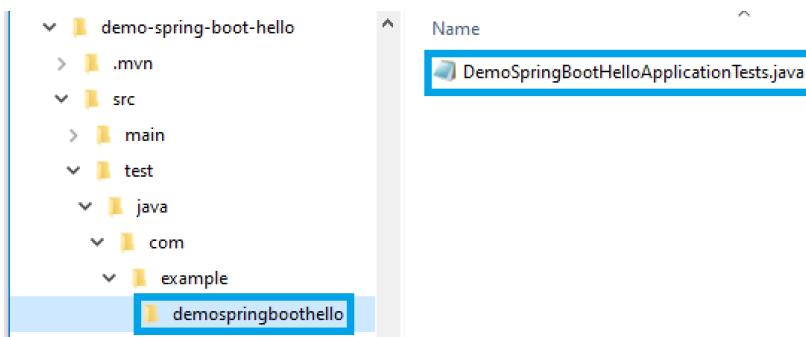 demo-spring-boot-hello
.mvn
src
main
test
java
com
example
demospringboothello
Name
DemoSpringBootHelloApplicationTests.java